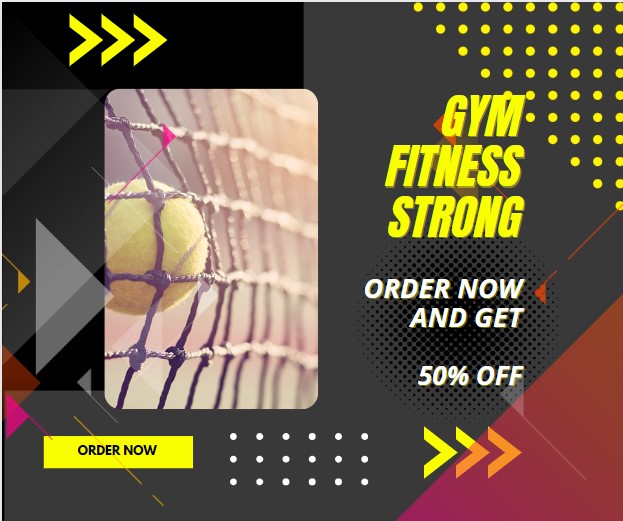 GYM
FITNESS
STRONG
ORDER NOW
AND GET
50% OFF
ORDER NOW